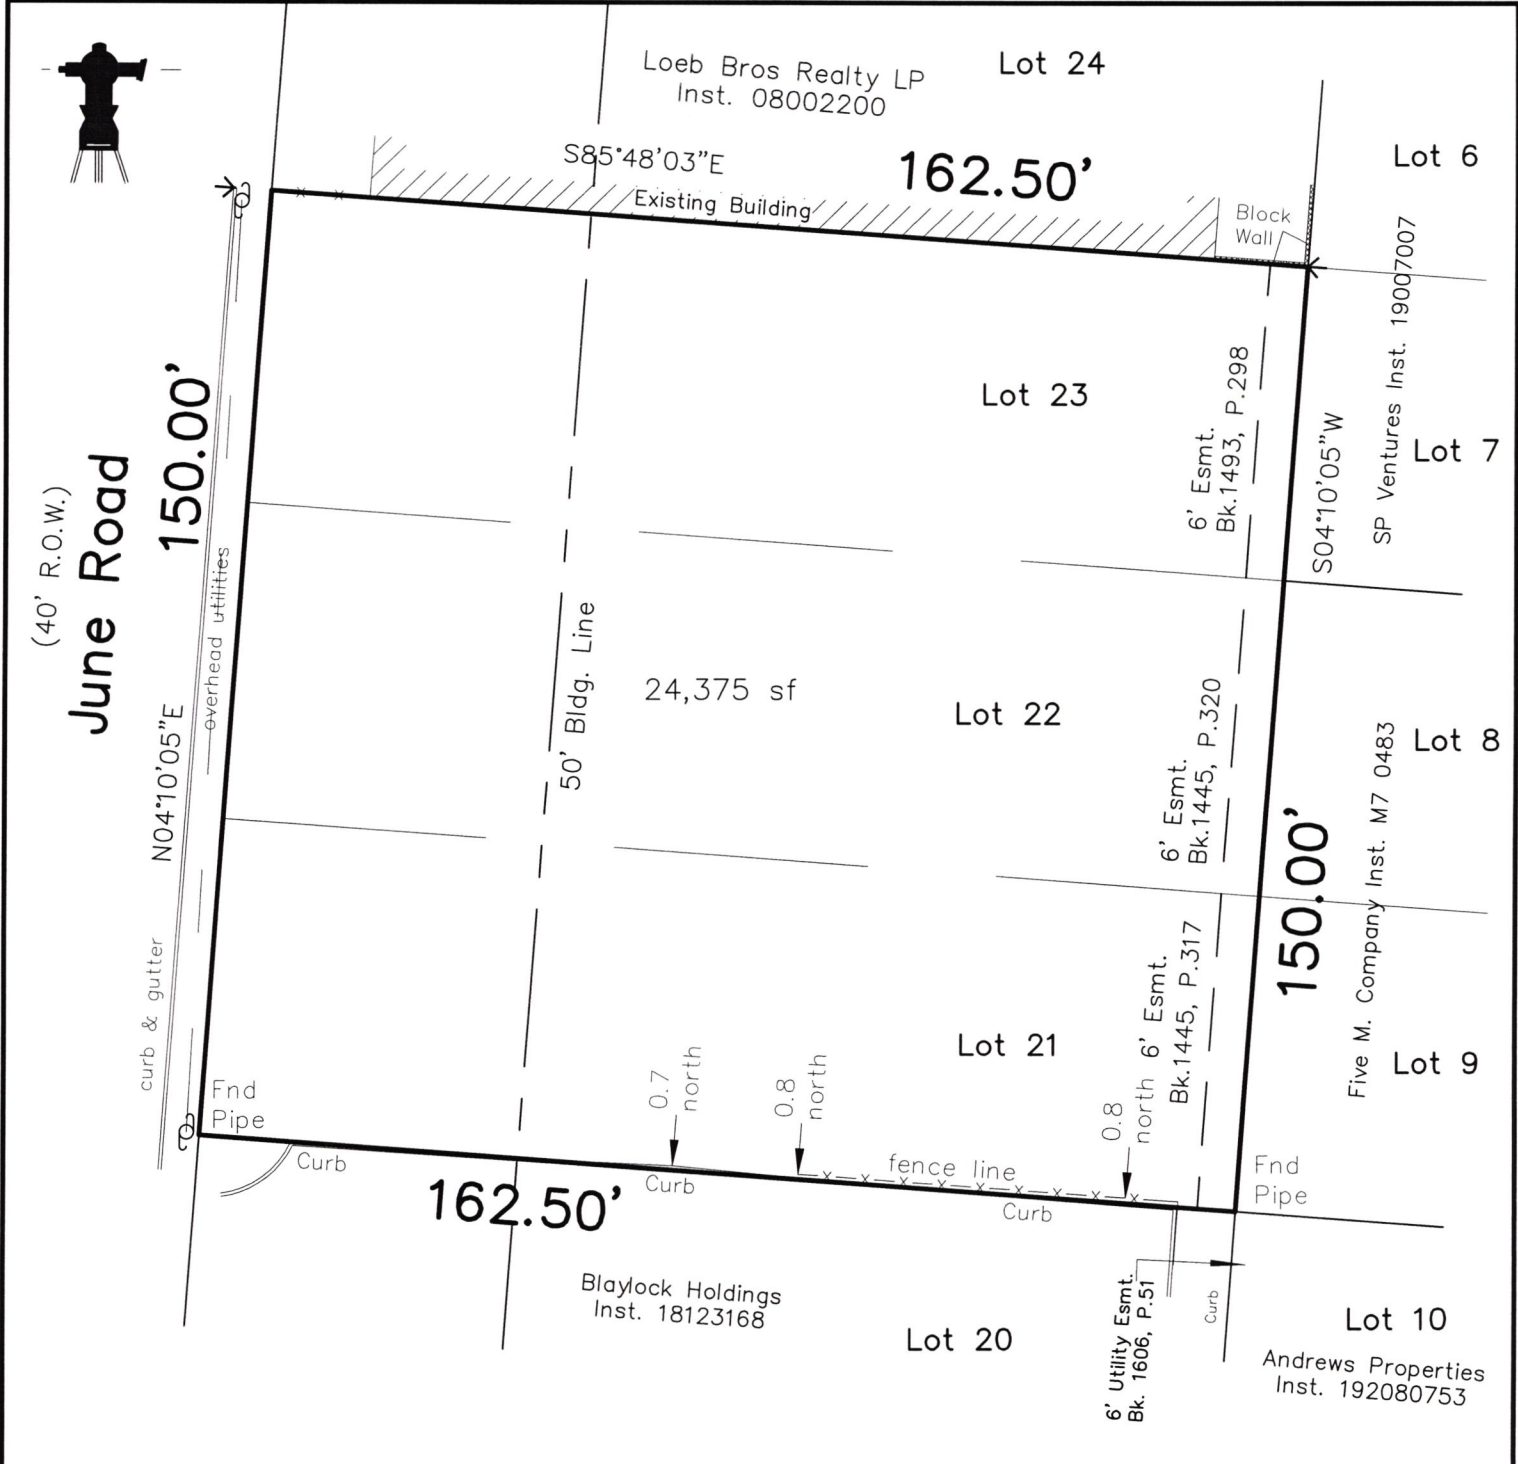 Loeb Bros Realty LP
Inst. 08002200
Lot 24
S85°48'03"E
162.50'
Lot 6
Existing Building
Block
Wall
SP Ventures Inst. 19007007
150.00'
Lot 23
6' Esmt.
Bk.1493, P.298
S04°10'05"W
Lot 7
(40' R.O.W.)
June Road
overhead utilities
N04°10'05"E
50' Bldg. Line
24,375 sf
Lot 22
6' Esmt.
Bk.1445, P.320
Lot 8
150.00'
Five M. Company Inst. M7 0483
curb & gutter
Lot 21
6' Esmt.
Bk.1445, P.317
Lot 9
Fnd
Pipe
0.7
north
0.8
north
0.8
north
Curb
Curb
fence line
Curb
Fnd
Pipe
162.50'
Blaylock Holdings
Inst. 18123168
Lot 20
6' Utility Esmt.
Bk. 1606, P.51
Curb
Lot 10
Andrews Properties
Inst. 192080753